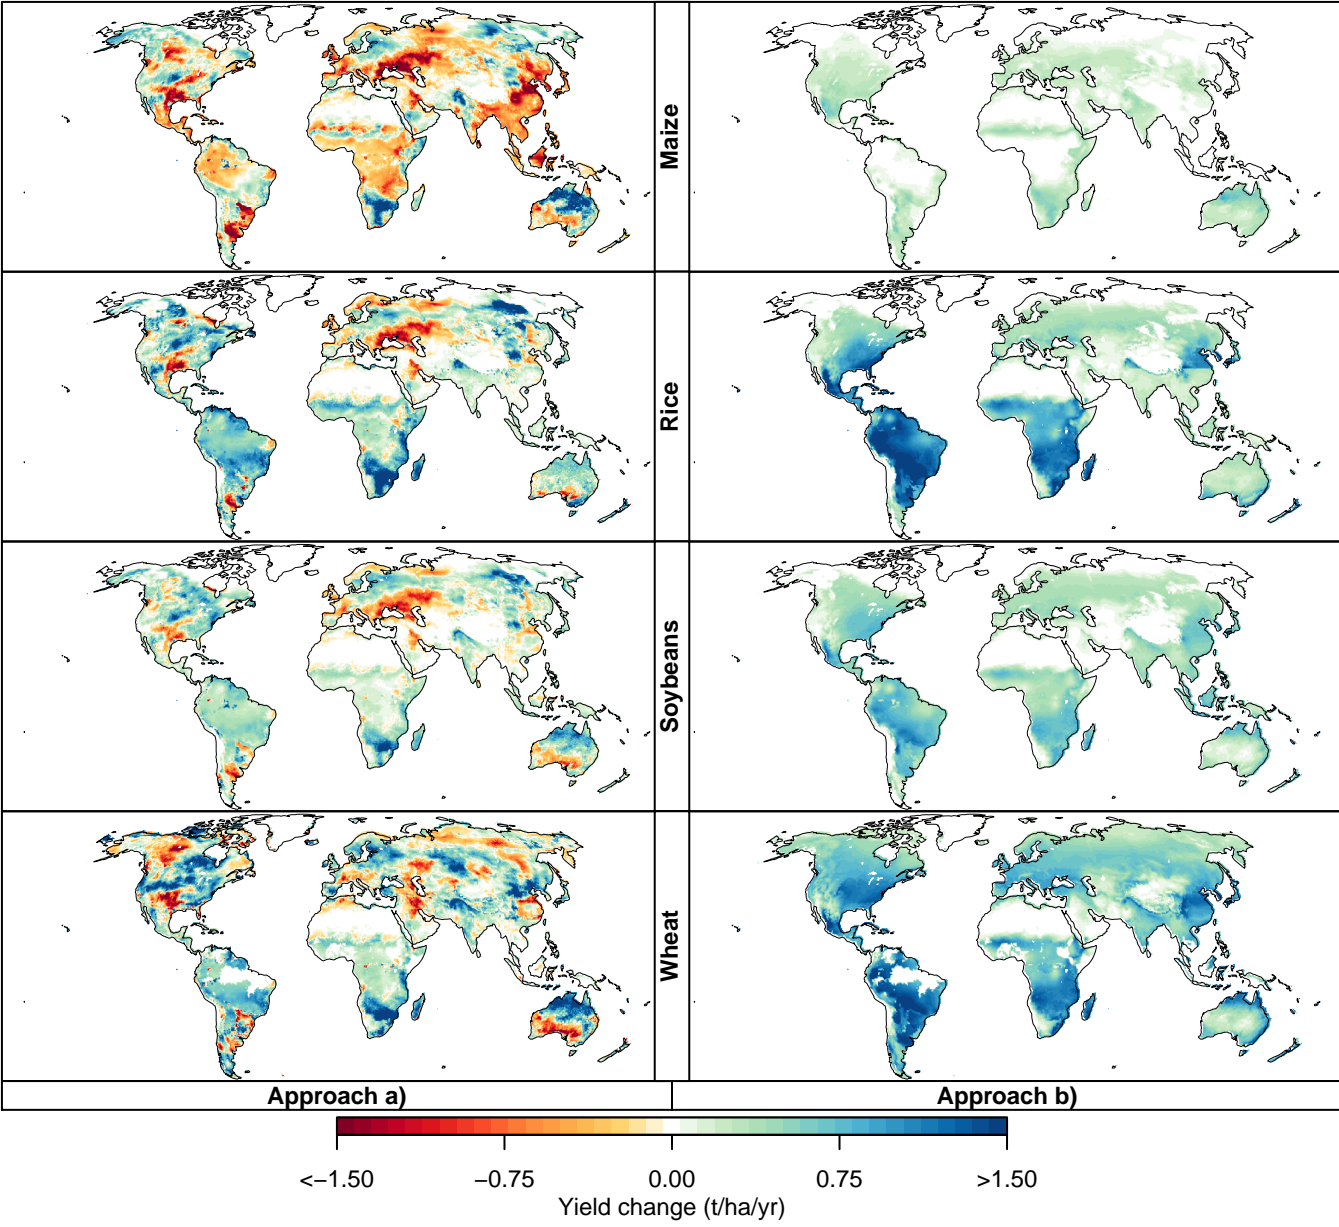 Maize
Rice
Soybeans
Wheat
Approach a)
Approach b)
<−1.50
−0.75
0.00
0.75
>1.50
Yield change (t/ha/yr)